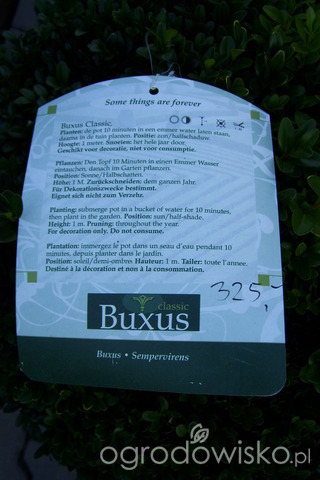 Some things are forever
Buxus Classic
Planten: de pot 10 minuten in een emmer water laten staan,
daarna in de tuin planten. Positie: zon/halfschaduw.
Hoogte: 1 meter. Snoeien: het hele jaar door.
Geschikt voor decoratie, niet voor consumptie.
Pflanzen: Den Topf 10 Minuten in einen Emmer Wasser
eintauchen, danach im Garten pflanzen.
Position: Sonne/Halbschatten.
Höhe: 1 M. Zurückschneiden: dem ganzen Jahr.
Für Dekorationszwecke bestimmt.
Eignet sich nicht zum Verzehr.
Planting: submerge pot in a bucket of water for 10 minutes,
then plant in the garden. Position: sun/half-shade.
Height: 1 m. Pruning: throughout the year.
For decoration only. Do not consume.
Plantation: immergez le pot dans un seau d'eau pendant 10
minutes, depuis planter dans le jardin.
Position: soleil/demi-ombre. Hauteur: 1 m. Tailer: toute l'annee.
Destiné à la décoration et non à la consommation.
325,-
classic
Buxus
Buxus • Sempervirens
ogrodowisko.pl